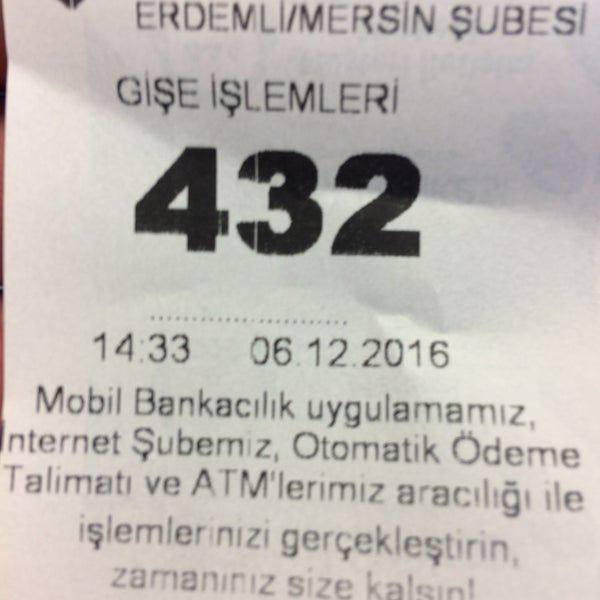 ERDEMLİ/MERSİN ŞUBESİ
GİŞE İŞLEMLERİ
432
14:33 06.12.2016
Mobil Bankacılık uygulamamız,
İnternet Şubemiz, Otomatik Ödeme
Talimatı ve ATM'lerimiz aracılığı ile
işlemlerinizi gerçekleştirin,
zamanınız size kalsın!